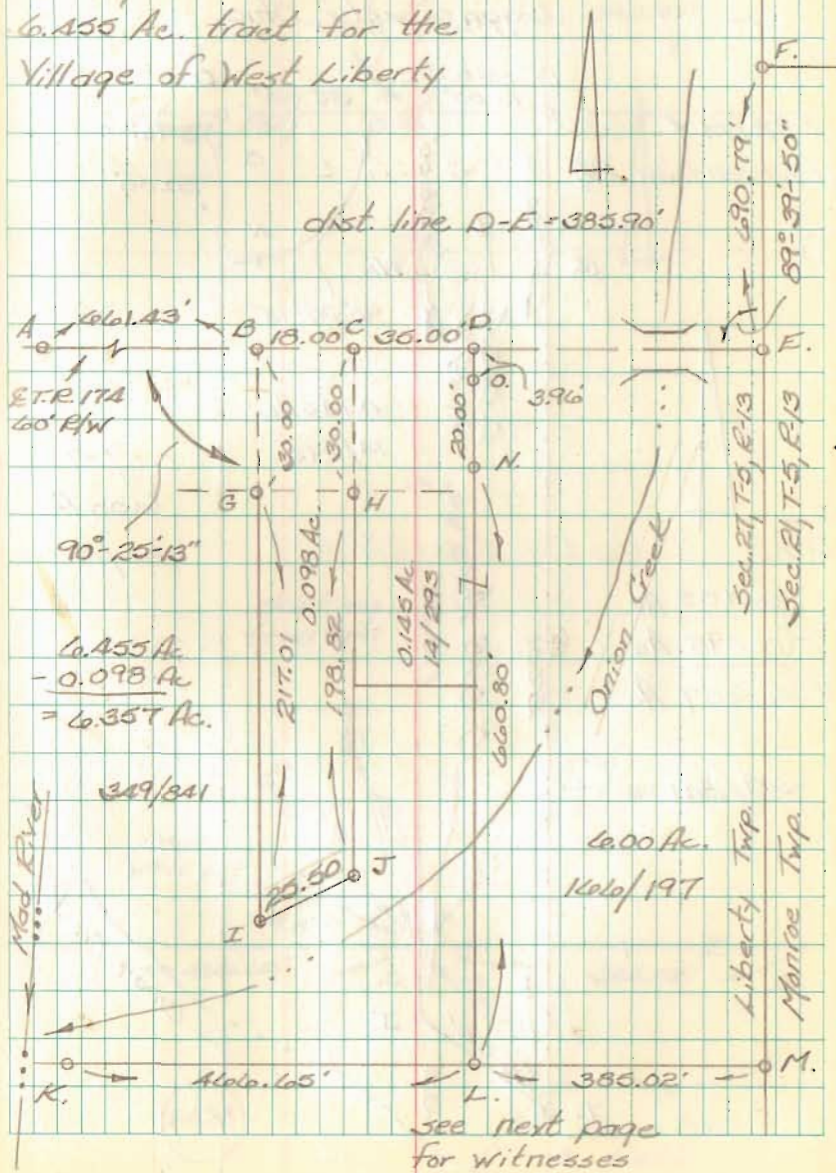 6.455 Ac. tract for the
Village of West Liberty
F.
690.79'
89°-39'-50"
dist. line D-E = 385.90'
A
661.43'
B
18.00'
C
35.00'
D.
E.
O.
3.96'
℄ T.R. 174
60' R/W
30.00
30.00
20.00'
N.
G
H
90°-25'-13"
Sec. 27, T-5, R-13
Sec. 21, T-5, R-13
0.098 Ac.
0.145 Ac
14/293
6.455 Ac
- 0.098 Ac
= 6.357 Ac.
217.01
198.82
660.80'
Onion Creek
349/841
Mad River
25.50
J
I
6.00 Ac.
166/197
Liberty Twp.
Monroe Twp.
K.
466.65'
L.
385.02'
M.
see next page
for witnesses